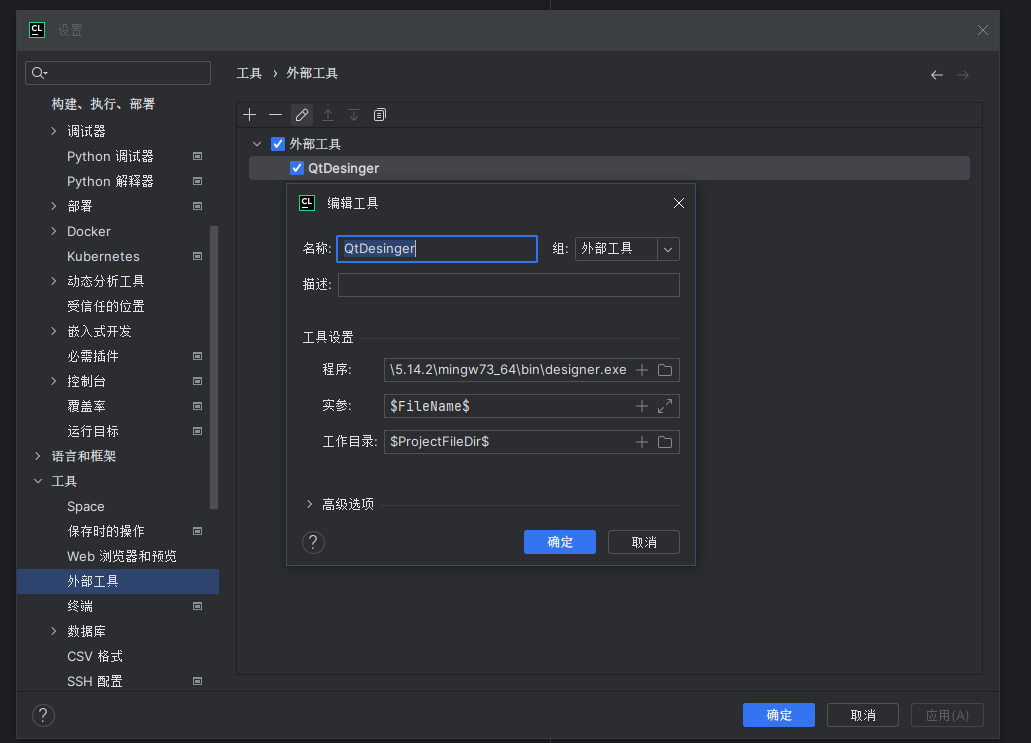 CL 设置
工具 › 外部工具
构建、执行、部署
调试器
Python 调试器
Python 解释器
部署
Docker
Kubernetes
动态分析工具
受信任的位置
嵌入式开发
必需插件
控制台
覆盖率
运行目标
语言和框架
工具
Space
保存时的操作
Web 浏览器和预览
外部工具
终端
数据库
CSV 格式
SSH 配置
外部工具
QtDesinger
CL 编辑工具
名称: QtDesinger 组: 外部工具
描述:
工具设置
程序: \5.14.2\mingw73_64\bin\designer.exe
实参: $FileName$
工作目录: $ProjectFileDir$
高级选项
? 确定 取消
? 确定 取消 应用(A)